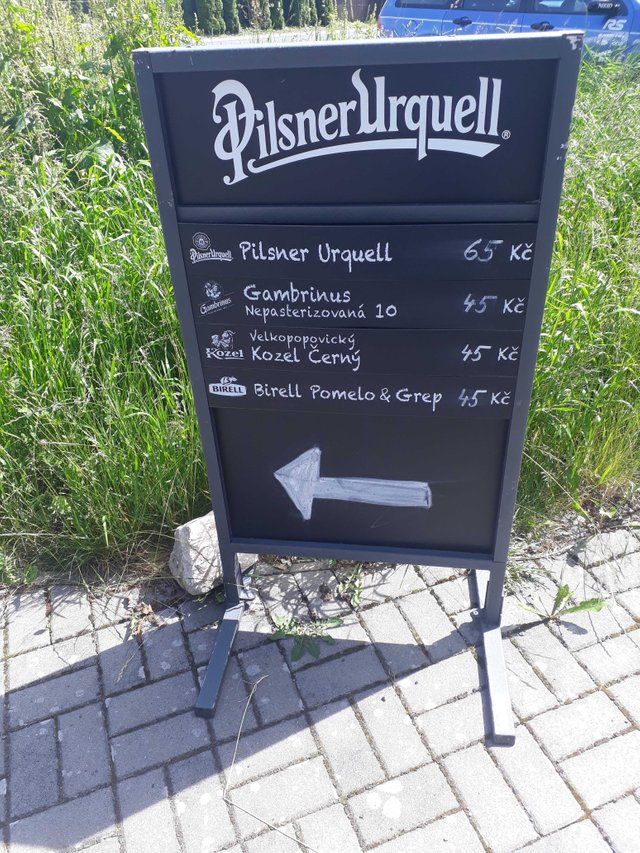 Pilsner Urquell ®
Pilsner Urquell Pilsner Urquell 65 Kč
Gambrinus Gambrinus
Nepasterizovaná 10 45 Kč
Velkopopovický
Kozel Kozel Černý 45 Kč
BIRELL Birell Pomelo & Grep 45 Kč
RS